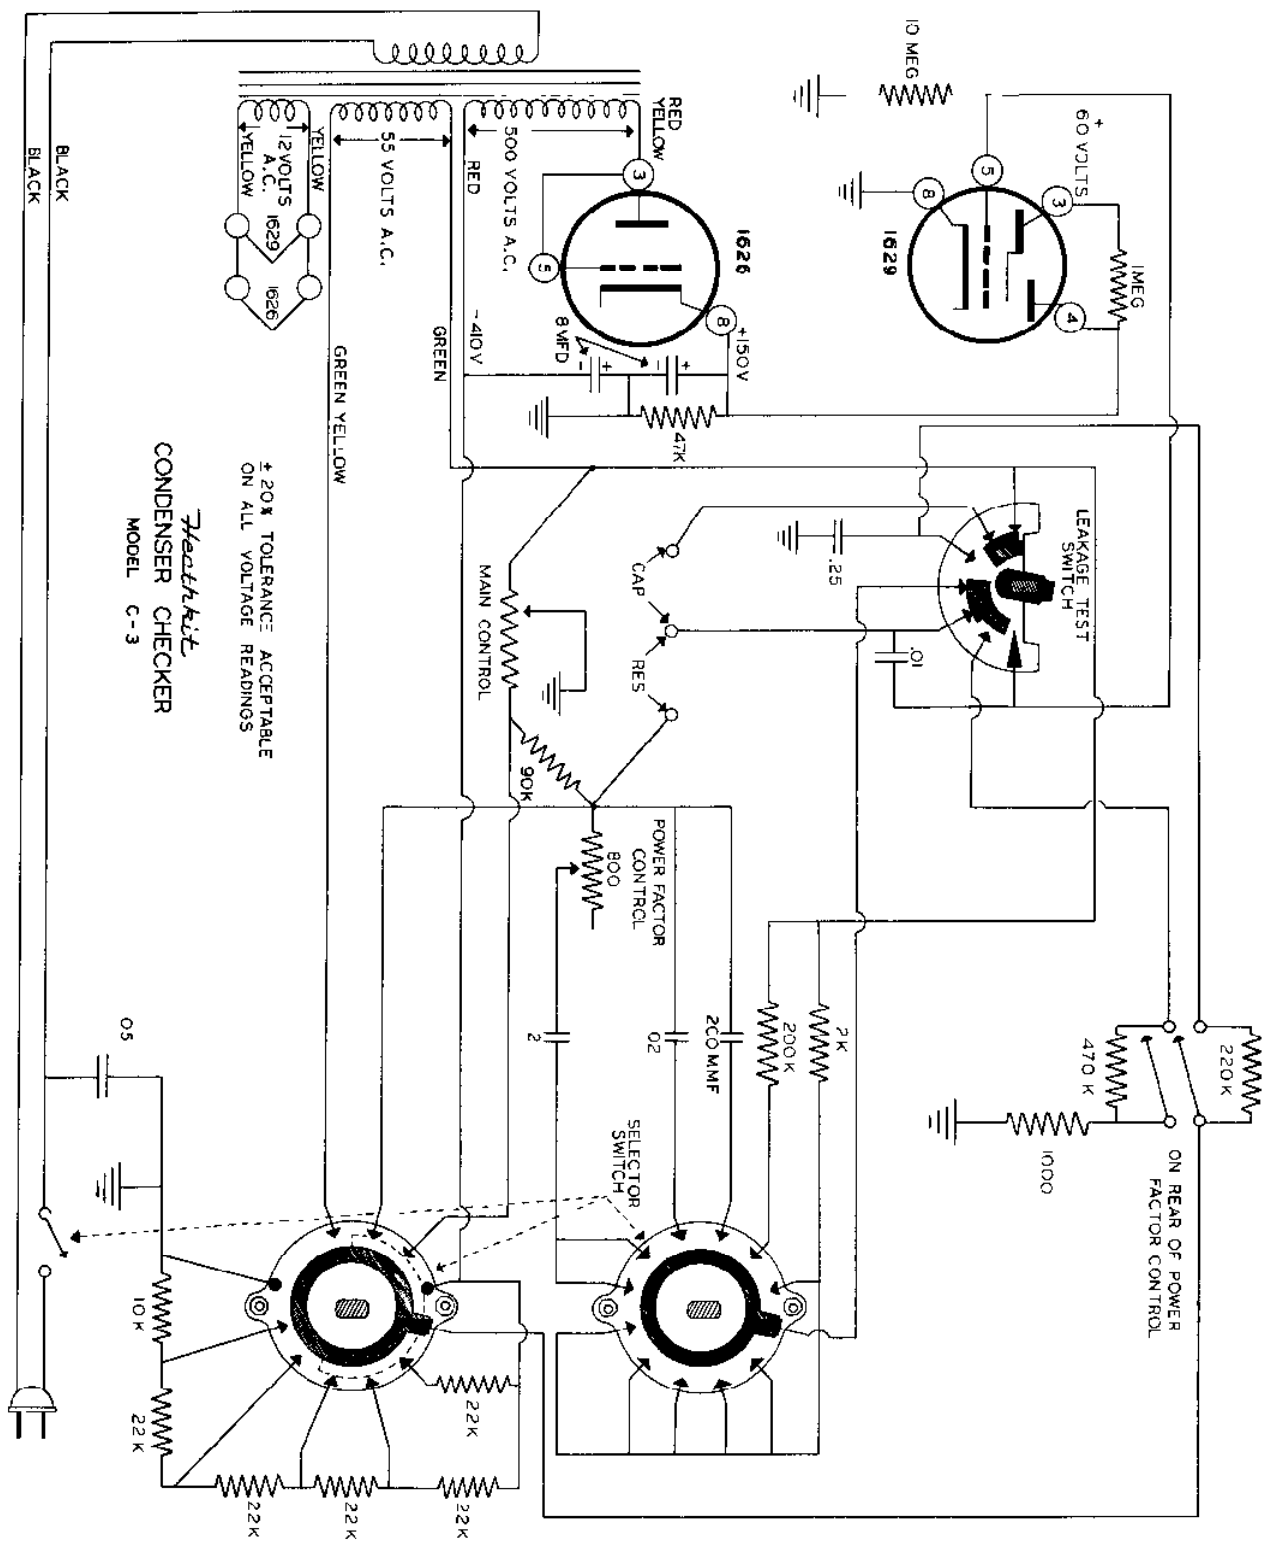 10 MEG
+
60 VOLTS
1629
3
4
5
8
1 MEG
RED
YELLOW
500 VOLTS A.C.
RED
1626
3
5
8
+150V
-410V
8 MFD
+
-
+
-
47K
55 VOLTS A.C.
GREEN
GREEN YELLOW
YELLOW
12 VOLTS
A.C.
YELLOW
1629
1626
BLACK
BLACK
LEAKAGE TEST
SWITCH
.25
.01
CAP
RES
MAIN CONTROL
90K
± 20% TOLERANCE ACCEPTABLE
ON ALL VOLTAGE READINGS
Heathkit
CONDENSER CHECKER
MODEL C-3
POWER FACTOR
CONTROL
800
2
02
200 MMF
200K
2K
220K
470 K
1000
ON REAR OF POWER
FACTOR CONTROL
SELECTOR
SWITCH
05
10K
22K
22K
22K
22K
22K